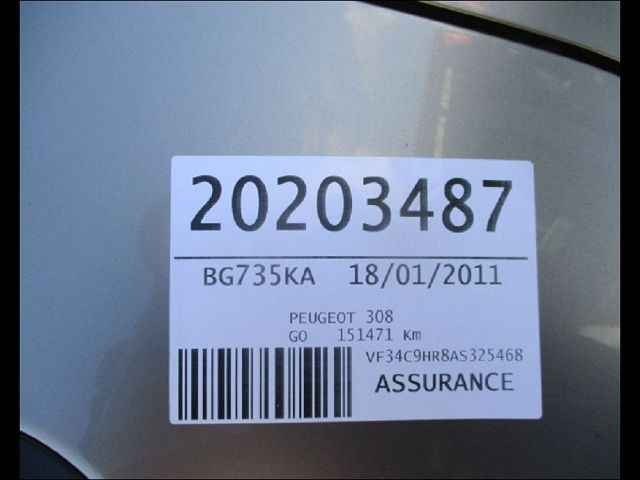 20203487
BG735KA 18/01/2011
PEUGEOT 308
GO 151471 Km
VF34C9HR8AS325468
ASSURANCE